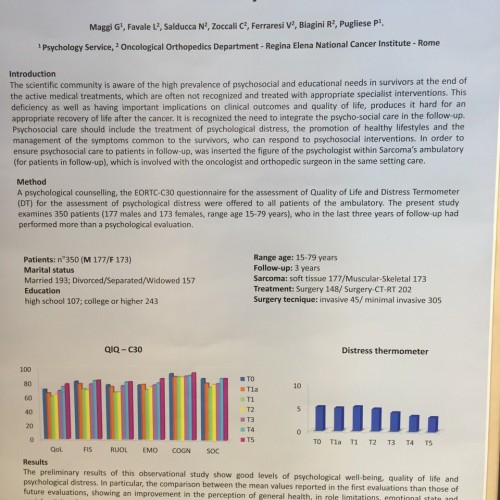 Maggi G¹, Favale L², Salducca N², Zoccali C², Ferraresi V², Biagini R², Pugliese P¹.
¹ Psychology Service, ² Oncological Orthopedics Department - Regina Elena National Cancer Institute - Rome
Introduction
The scientific community is aware of the high prevalence of psychosocial and educational needs in survivors at the end of
the active medical treatments, which are often not recognized and treated with appropriate specialist interventions. This
deficiency as well as having important implications on clinical outcomes and quality of life, produces it hard for an
appropriate recovery of life after the cancer. It is recognized the need to integrate the psycho-social care in the follow-up.
Psychosocial care should include the treatment of psychological distress, the promotion of healthy lifestyles and the
management of the symptoms common to the survivors, who can respond to psychosocial interventions. In order to
ensure psychosocial care to patients in follow-up, was inserted the figure of the psychologist within Sarcoma's ambulatory
(for patients in follow-up), which is involved with the oncologist and orthopedic surgeon in the same setting care.
Method
A psychological counselling, the EORTC-C30 questionnaire for the assessment of Quality of Life and Distress Termometer
(DT) for the assessment of psychological distress were offered to all patients of the ambulatory. The present study
examines 350 patients (177 males and 173 females, range age 15-79 years), who in the last three years of follow-up had
performed more than a psychological evaluation.
Patients: n°350 (M 177/F 173)
Marital status
Married 193; Divorced/Separated/Widowed 157
Education
high school 107; college or higher 243
Range age: 15-79 years
Follow-up: 3 years
Sarcoma: soft tissue 177/Muscular-Skeletal 173
Treatment: Surgery 148/ Surgery-CT-RT 202
Surgery tecnique: invasive 45/ minimal invasive 305
QlQ – C30
100
80
60
40
20
0
QoL FIS RUOL EMO COGN SOC
T0
T1a
T1
T2
T3
T4
T5
Distress thermometer
10
5
0
T0 T1a T1 T2 T3 T4 T5
Results
The preliminary results of this observational study show good levels of psychological well-being, quality of life and
psychological distress. In particular, the comparison between the mean values reported in the first evaluations than those of
future evaluations, showing an improvement in the perception of general health, in role limitations, emotional state and